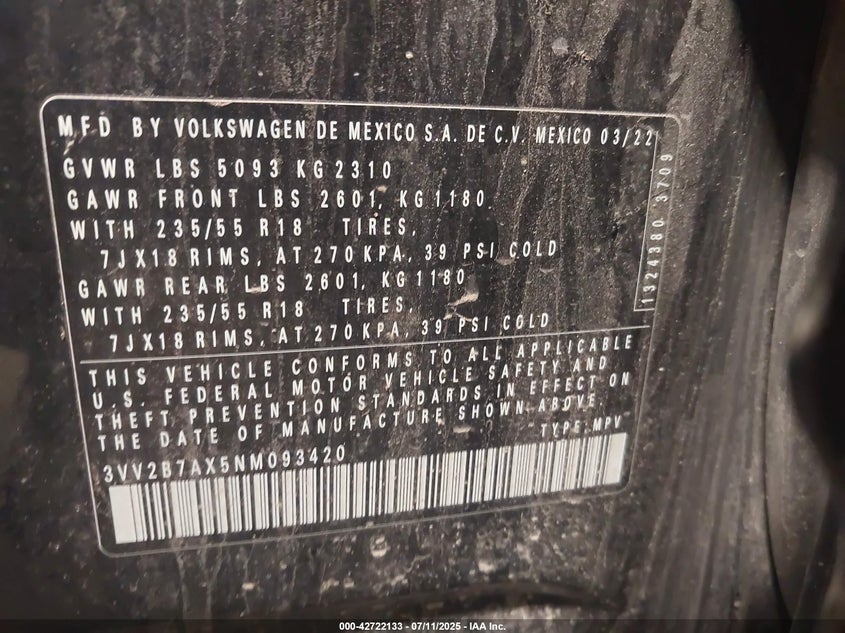 MFD BY VOLKSWAGEN DE MEXICO S.A. DE C.V. MEXICO 03/22
GVWR LBS 5093 KG 2310
GAWR FRONT LBS 2601, KG 1180.
WITH 235/55 R18 TIRES,
7JX18 RIMS, AT 270 KPA, 39 PSI COLD
GAWR REAR LBS 2601, KG 1180
WITH 235/55 R18 TIRES,
7JX18 RIMS, AT 270 KPA, 39 PSI COLD
1324380 3709
THIS VEHICLE CONFORMS TO ALL APPLICABLE
U.S. FEDERAL MOTOR VEHICLE SAFETY AND
THEFT PREVENTION STANDARDS IN EFFECT ON
THE DATE OF MANUFACTURE SHOWN ABOVE.
"TYPE: MPV"
3VV2B7AX5NM093420
000-42722133 - 07/11/2025 - IAA Inc.